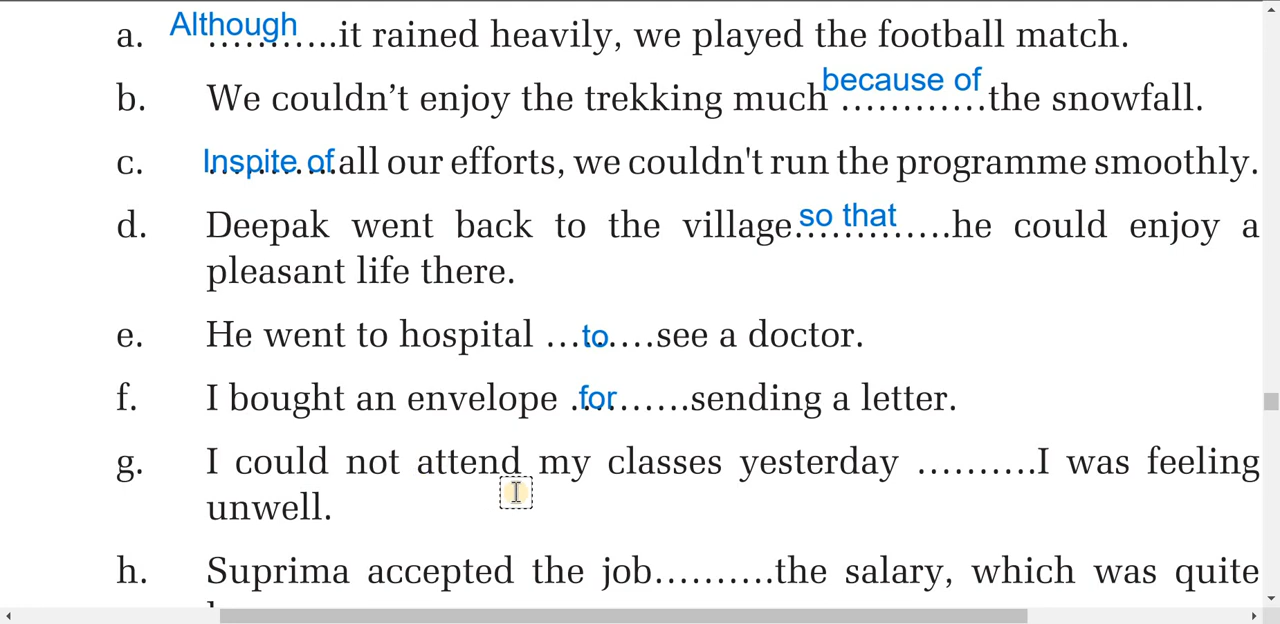 a. Although ...........it rained heavily, we played the football match.
b. We couldn’t enjoy the trekking much because of ............the snowfall.
c. Inspite of ..........all our efforts, we couldn't run the programme smoothly.
d. Deepak went back to the village so that .............he could enjoy a
pleasant life there.
e. He went to hospital ...to....see a doctor.
f. I bought an envelope .for.......sending a letter.
g. I could not attend my classes yesterday ..........I was feeling
unwell.
h. Suprima accepted the job..........the salary, which was quite